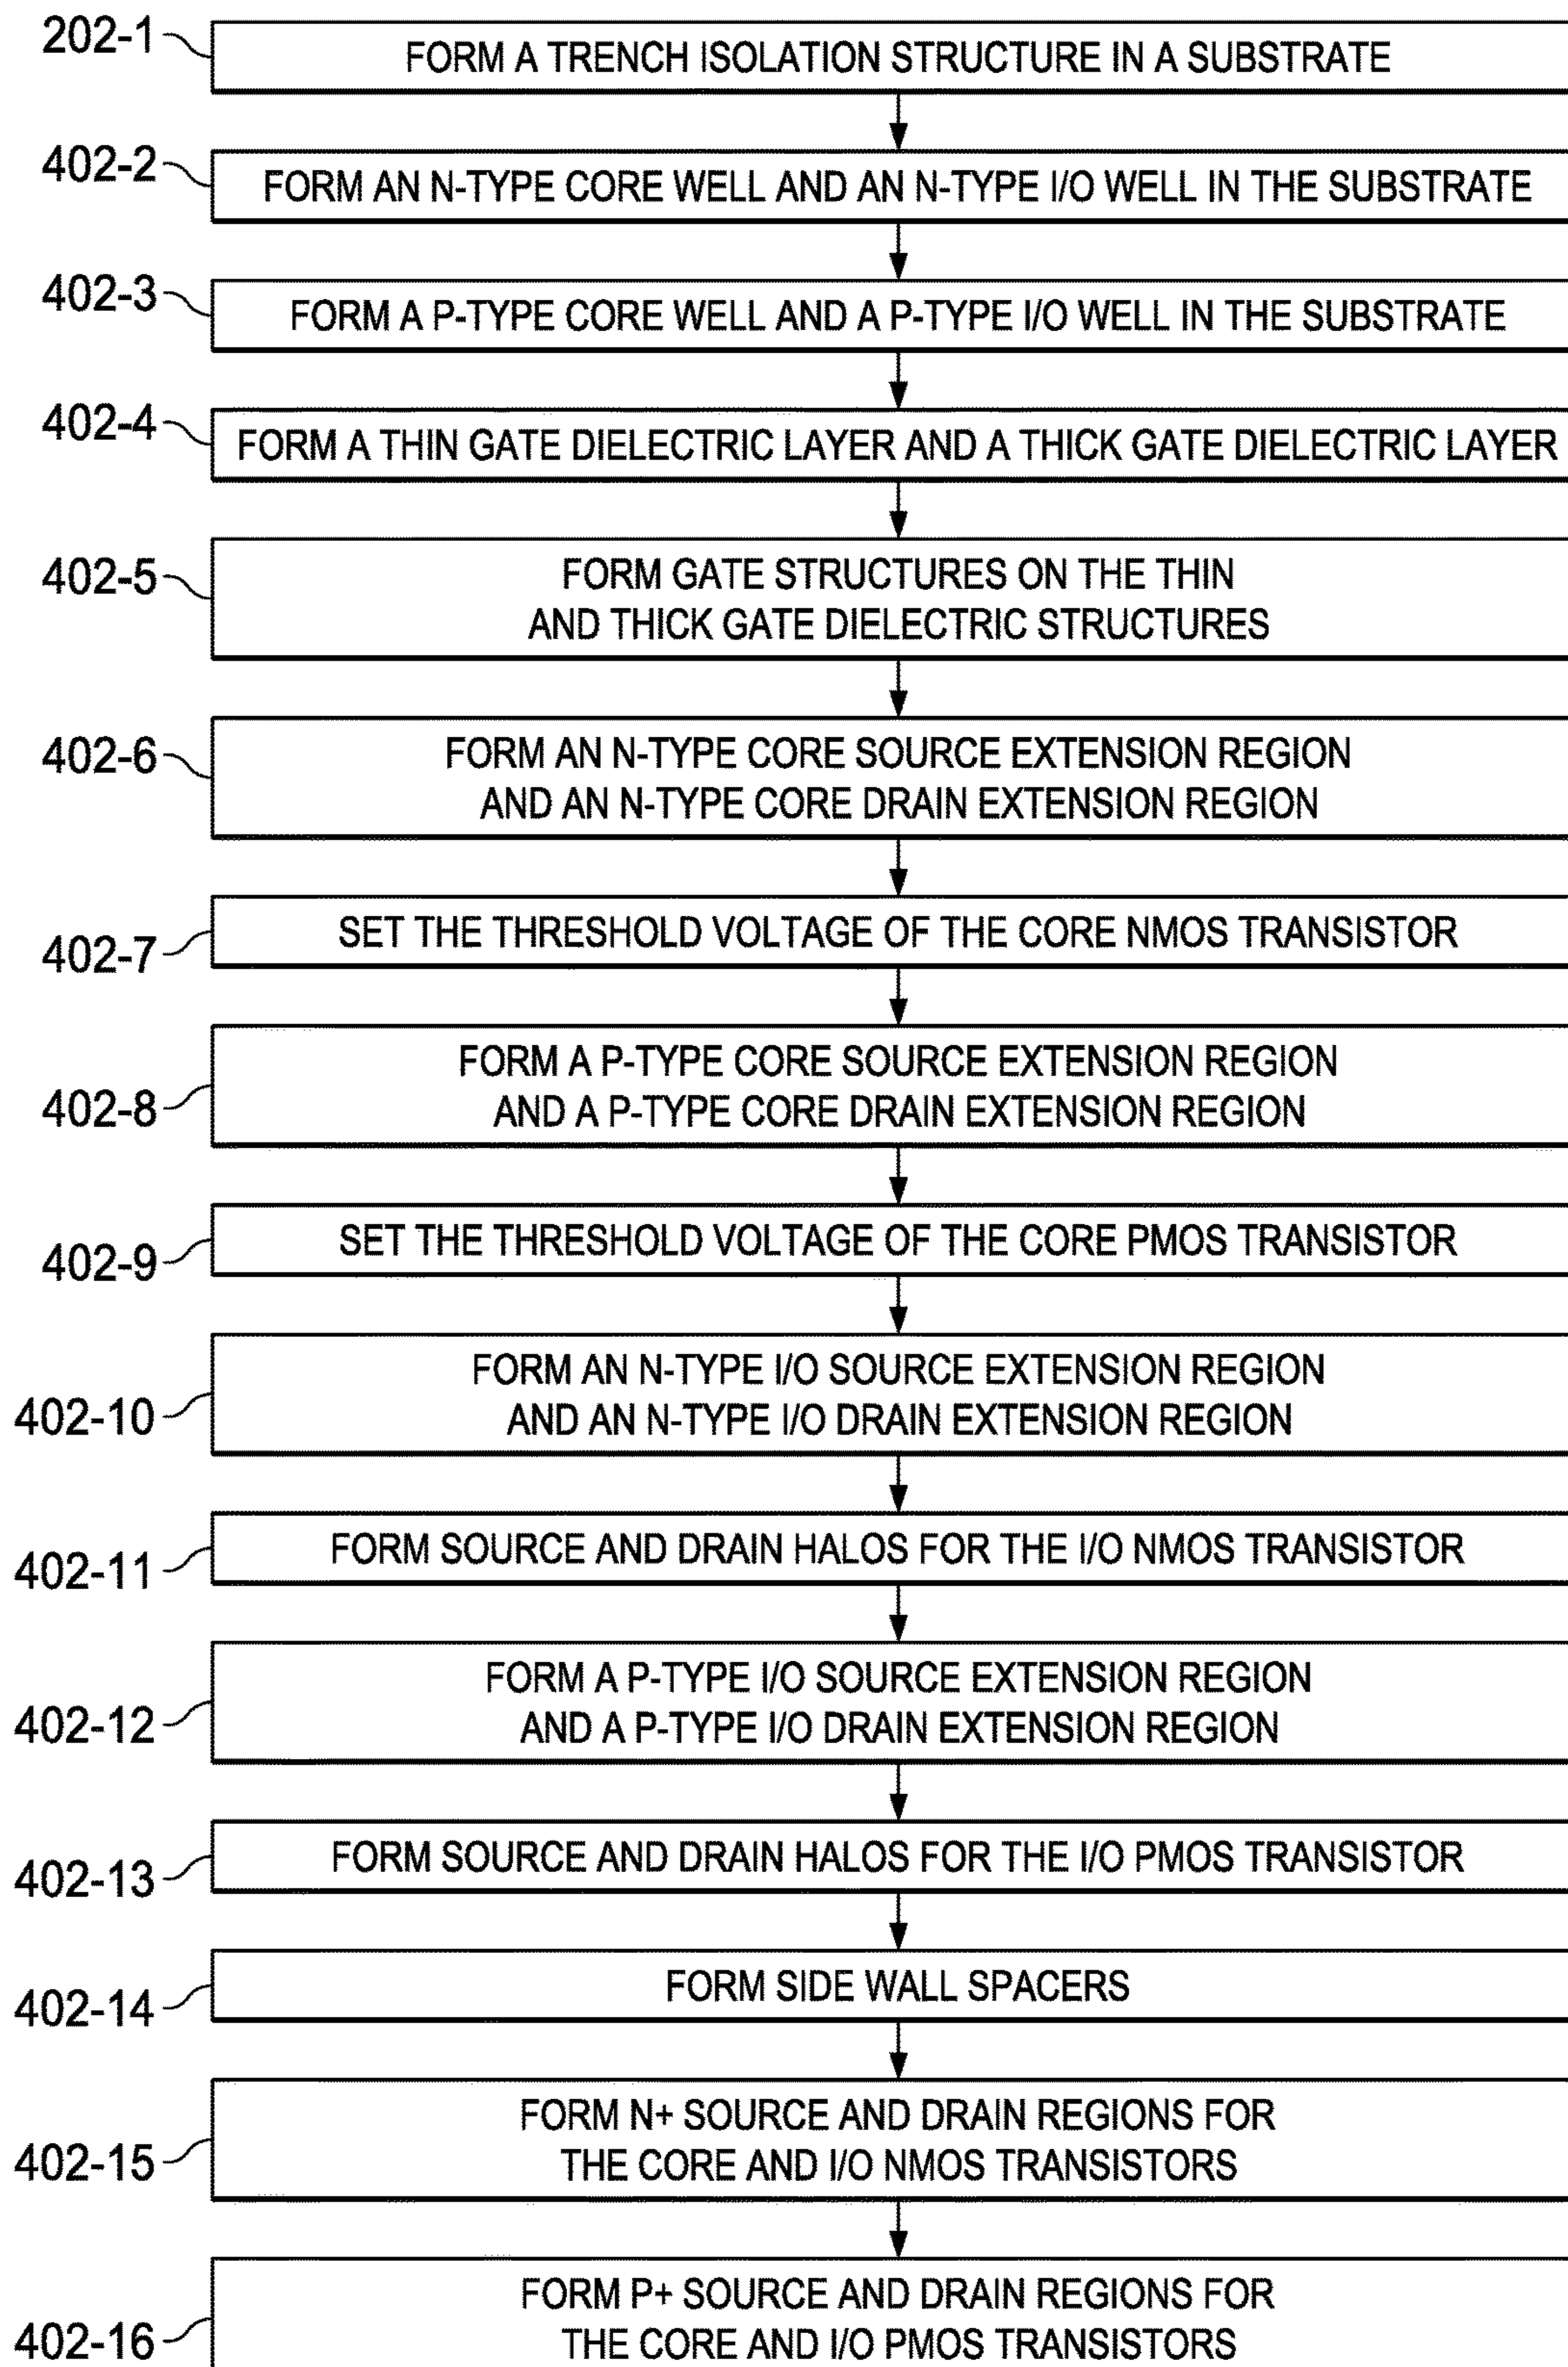 202-1
FORM A TRENCH ISOLATION STRUCTURE IN A SUBSTRATE
402-2
FORM AN N-TYPE CORE WELL AND AN N-TYPE I/O WELL IN THE SUBSTRATE
402-3
FORM A P-TYPE CORE WELL AND A P-TYPE I/O WELL IN THE SUBSTRATE
402-4
FORM A THIN GATE DIELECTRIC LAYER AND A THICK GATE DIELECTRIC LAYER
402-5
FORM GATE STRUCTURES ON THE THIN
AND THICK GATE DIELECTRIC STRUCTURES
402-6
FORM AN N-TYPE CORE SOURCE EXTENSION REGION
AND AN N-TYPE CORE DRAIN EXTENSION REGION
402-7
SET THE THRESHOLD VOLTAGE OF THE CORE NMOS TRANSISTOR
402-8
FORM A P-TYPE CORE SOURCE EXTENSION REGION
AND A P-TYPE CORE DRAIN EXTENSION REGION
402-9
SET THE THRESHOLD VOLTAGE OF THE CORE PMOS TRANSISTOR
402-10
FORM AN N-TYPE I/O SOURCE EXTENSION REGION
AND AN N-TYPE I/O DRAIN EXTENSION REGION
402-11
FORM SOURCE AND DRAIN HALOS FOR THE I/O NMOS TRANSISTOR
402-12
FORM A P-TYPE I/O SOURCE EXTENSION REGION
AND A P-TYPE I/O DRAIN EXTENSION REGION
402-13
FORM SOURCE AND DRAIN HALOS FOR THE I/O PMOS TRANSISTOR
402-14
FORM SIDE WALL SPACERS
402-15
FORM N+ SOURCE AND DRAIN REGIONS FOR
THE CORE AND I/O NMOS TRANSISTORS
402-16
FORM P+ SOURCE AND DRAIN REGIONS FOR
THE CORE AND I/O PMOS TRANSISTORS